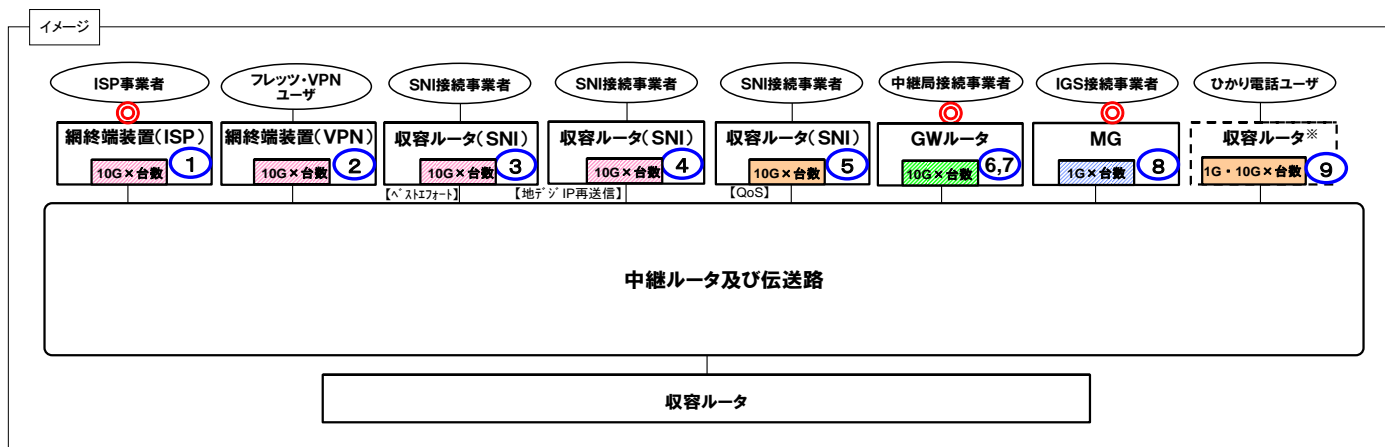 イメージ
ISP事業者
フレッツ・VPN
ユーザ
SNI接続事業者
SNI接続事業者
SNI接続事業者
中継局接続事業者
IGS接続事業者
ひかり電話ユーザ
網終端装置(ISP)
10G×台数
1
網終端装置(VPN)
10G×台数
2
収容ルータ(SNI)
10G×台数
3
収容ルータ(SNI)
10G×台数
4
収容ルータ(SNI)
10G×台数
5
GWルータ
10G×台数
6,7
MG
1G×台数
8
収容ルータ※
1G・10G×台数
9
【ベストエフォート】
【地デジIP再送信】
【QoS】
中継ルータ及び伝送路
収容ルータ